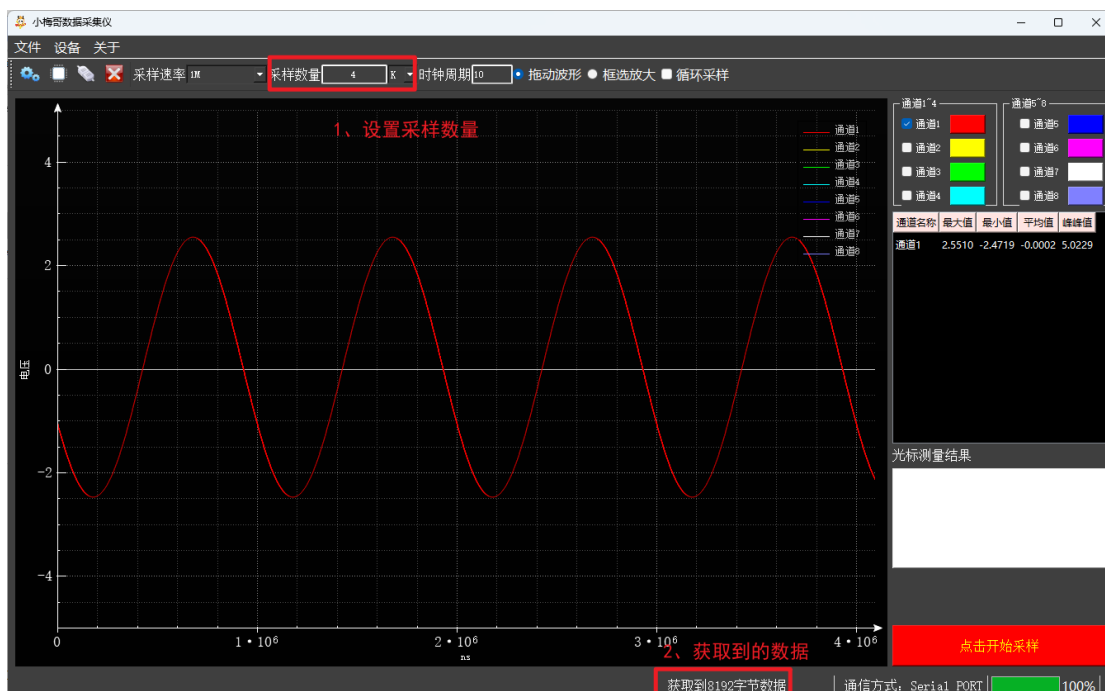 小梅哥数据采集仪
文件 设备 关于
采样速率 1M 采样数量 4 K 时钟周期 10 拖动波形 框选放大 循环采样
1、设置采样数量
通道1
通道2
通道3
通道4
通道5
通道6
通道7
通道8
4
2
0
-2
-4
电压
0 1·10⁶ 2·10⁶ 3·10⁶ 4·10⁶
ns
通道1~4 通道5~8
通道1 通道5
通道2 通道6
通道3 通道7
通道4 通道8
通道名称 最大值 最小值 平均值 峰峰值
通道1 2.5510 -2.4719 -0.0002 5.0229
光标测量结果
点击开始采样
2、获取到的数据
获取到8192字节数据 通信方式: Serial PORT 100%